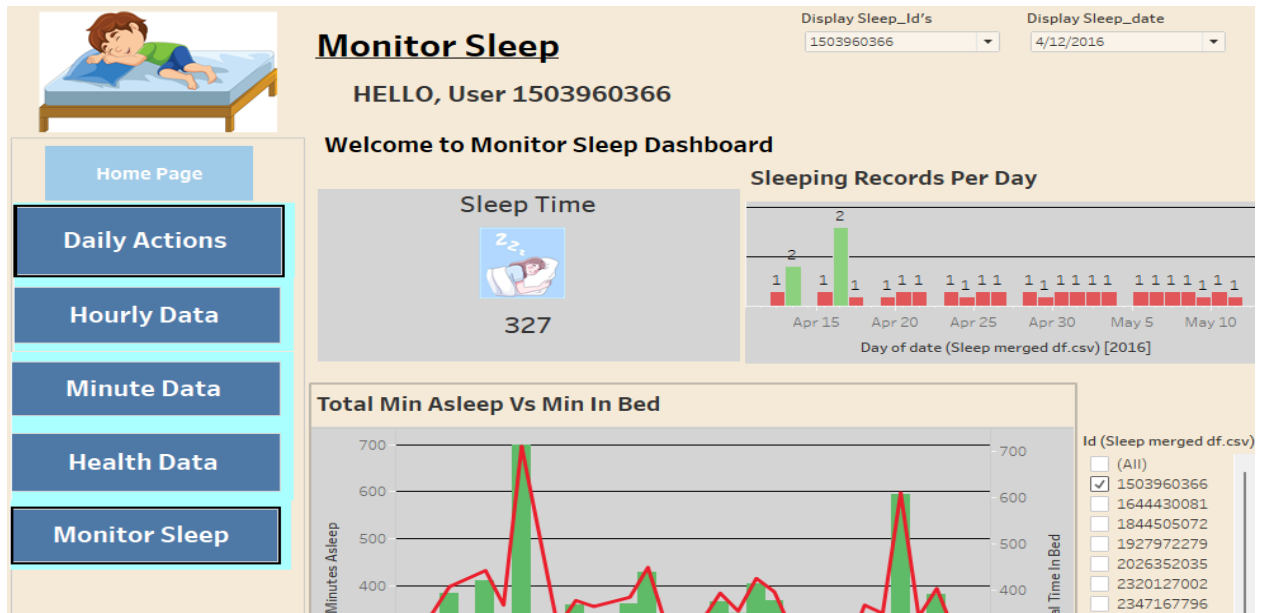 Display Sleep_Id's
Display Sleep_date
1503960366
4/12/2016
Monitor Sleep
HELLO, User 1503960366
Welcome to Monitor Sleep Dashboard
Home Page
Daily Actions
Hourly Data
Minute Data
Health Data
Monitor Sleep
Sleep Time
zzz
327
Sleeping Records Per Day
1 2 1 2 1 1 1 1 1 1 1 1 1 1 1 1 1 1 1 1 1 1 1 1 1
Apr 15 Apr 20 Apr 25 Apr 30 May 5 May 10
Day of date (Sleep merged df.csv) [2016]
Total Min Asleep Vs Min In Bed
Minutes Asleep
700
600
500
400
700
600
500
400
al Time In Bed
Id (Sleep merged df.csv)
(All)
1503960366
1644430081
1844505072
1927972279
2026352035
2320127002
2347167796